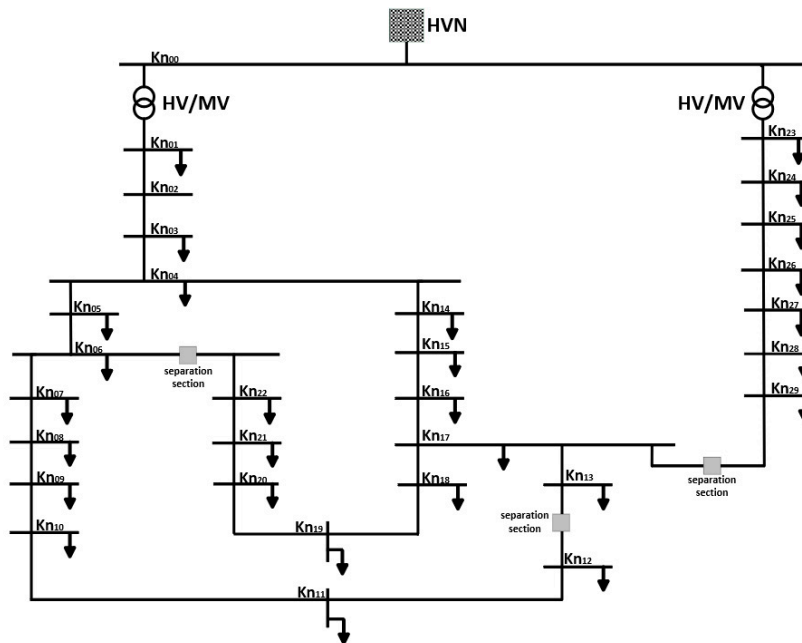 HVN
Kn00
HV/MV
HV/MV
Kn01
Kn23
Kn02
Kn24
Kn03
Kn25
Kn04
Kn26
Kn05
Kn14
Kn27
Kn06
Kn15
Kn28
separation
section
Kn07
Kn22
Kn16
Kn29
Kn08
Kn21
Kn17
Kn09
Kn20
Kn18
Kn13
separation
section
Kn10
Kn19
separation
section
Kn12
Kn11